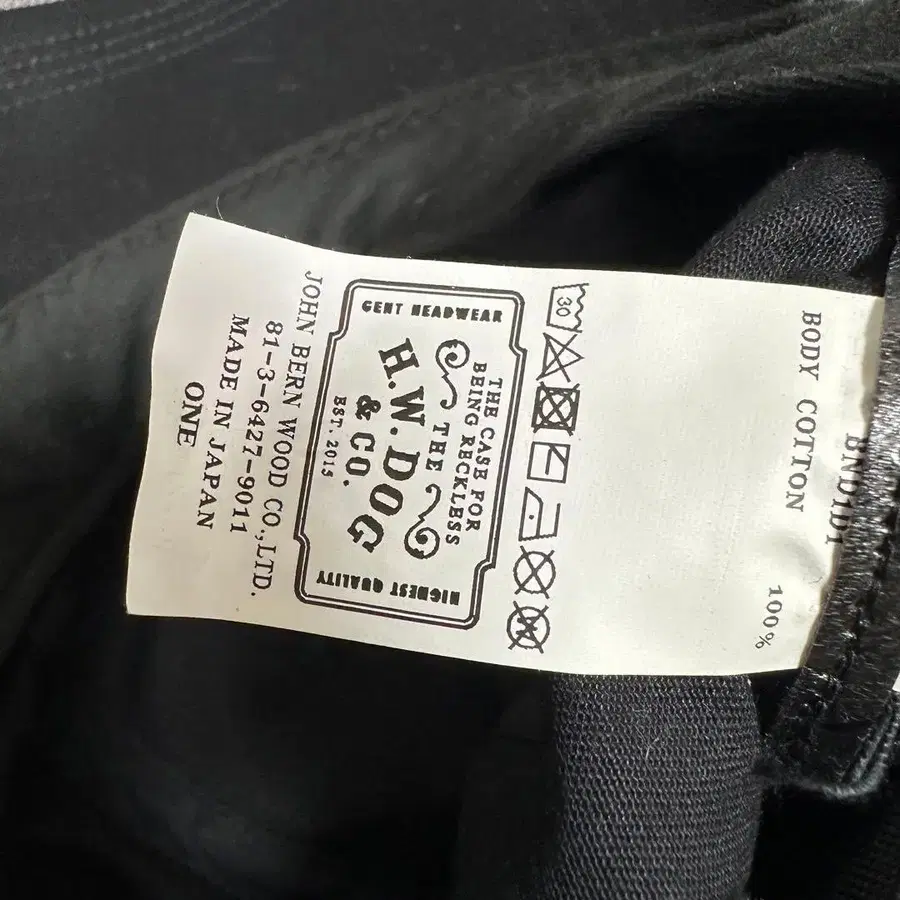 BODY COTTON 100%
30
THE CASE FOR
BEING RECKLESS
THE
H.W.DOG
& CO.
EST. 2015
GENT HEADWEAR
HIGHEST QUALITY
JOHN BERN WOOD CO.,LTD.
81-3-6427-9011
MADE IN JAPAN
ONE